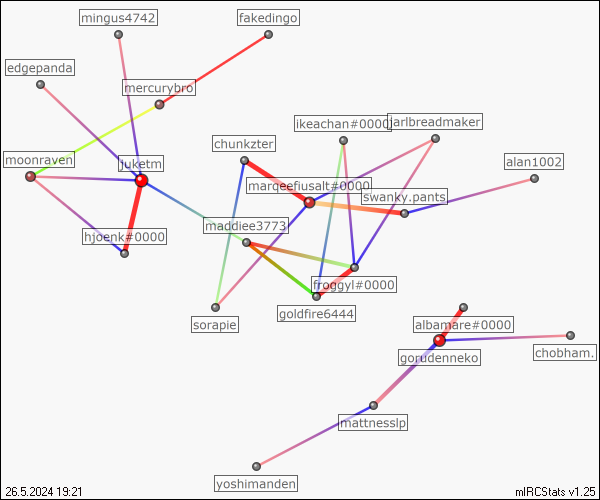 mingus4742
fakedingo
edgepanda
mercurybro
ikeachan#0000
jarlbreadmaker
chunkzter
moonraven
juketm
alan1002
marqeefiusalt#0000
swanky.pants
maddiee3773
hjoenk#0000
froggyl#0000
goldfire6444
sorapie
albamare#0000
gorudenneko
chobham.
mattnesslp
yoshimanden
26.5.2024 19:21
mIRCStats v1.25